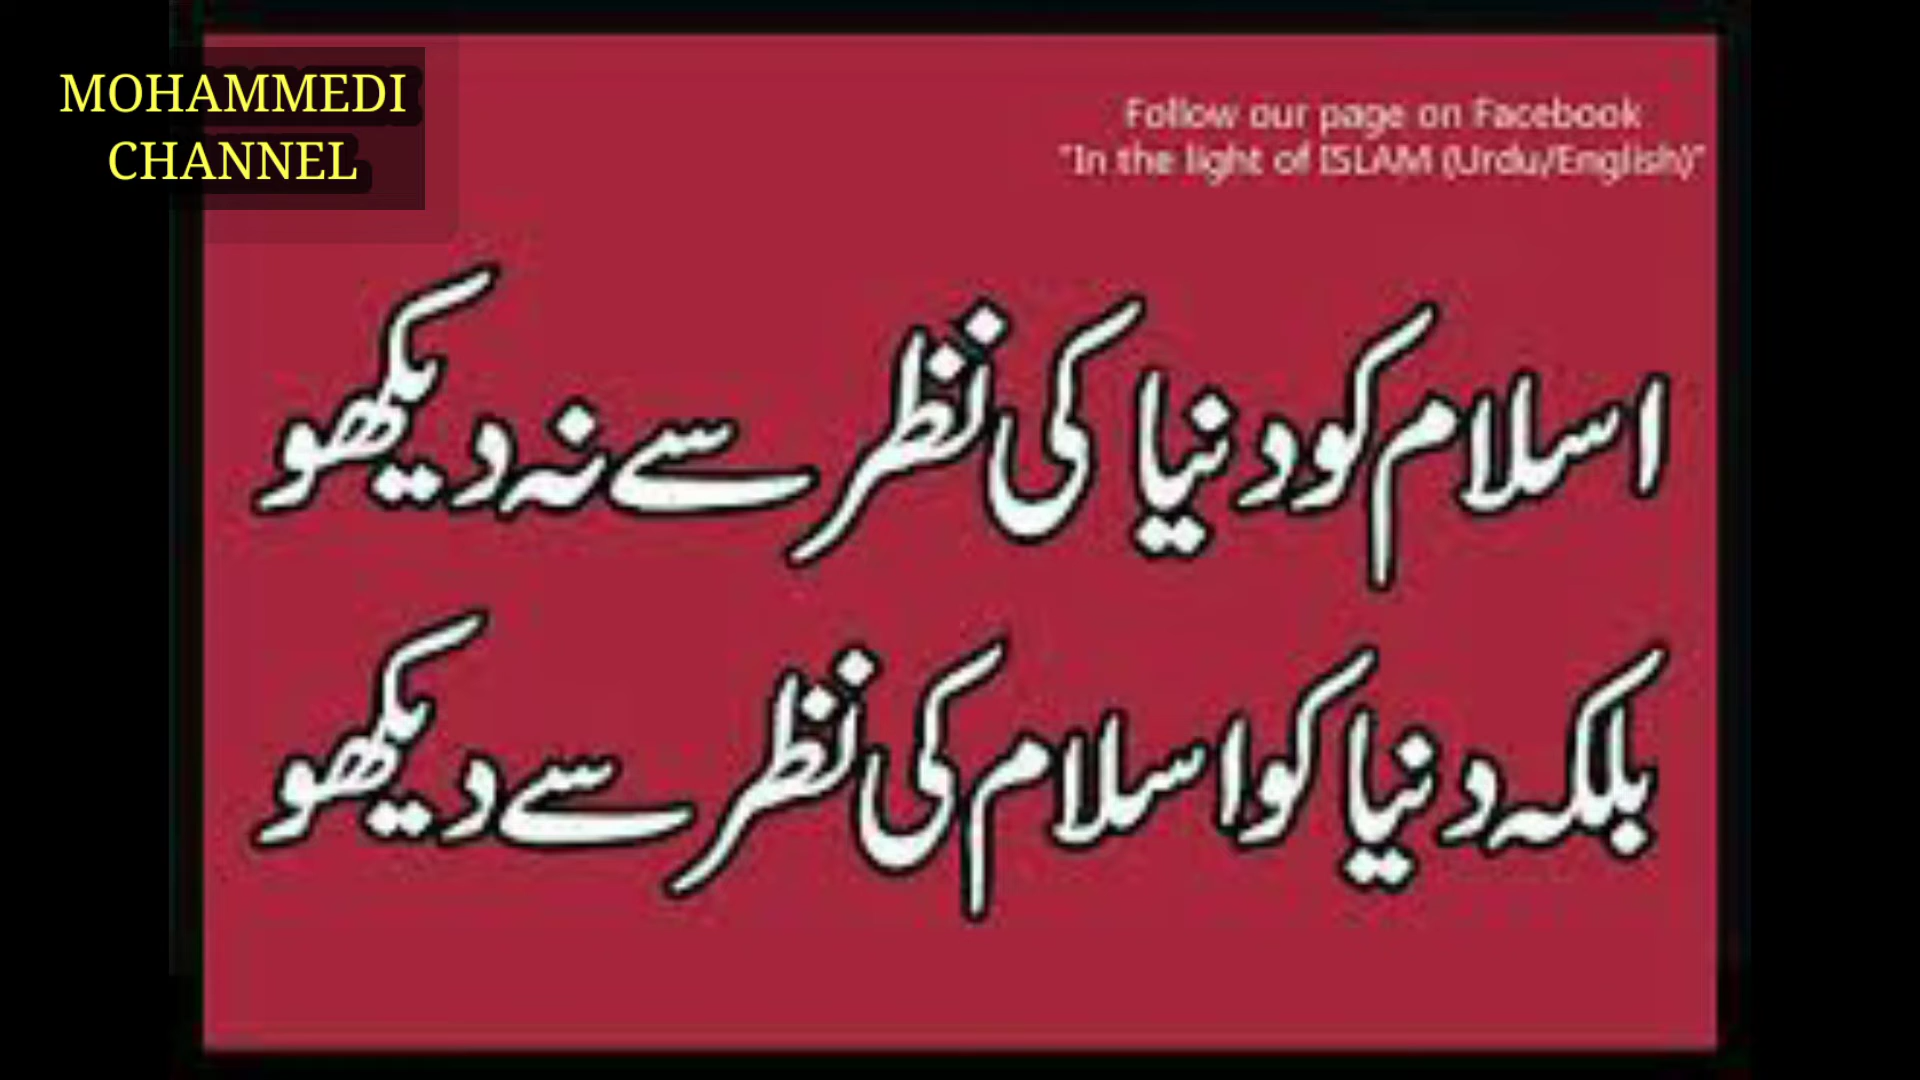 MOHAMMEDI
CHANNEL
Follow our page on Facebook
"In the light of ISLAM (Urdu/English)"
اسلام کو دنیا کی نظر سے نہ دیکھو
بلکہ دنیا کو اسلام کی نظر سے دیکھو